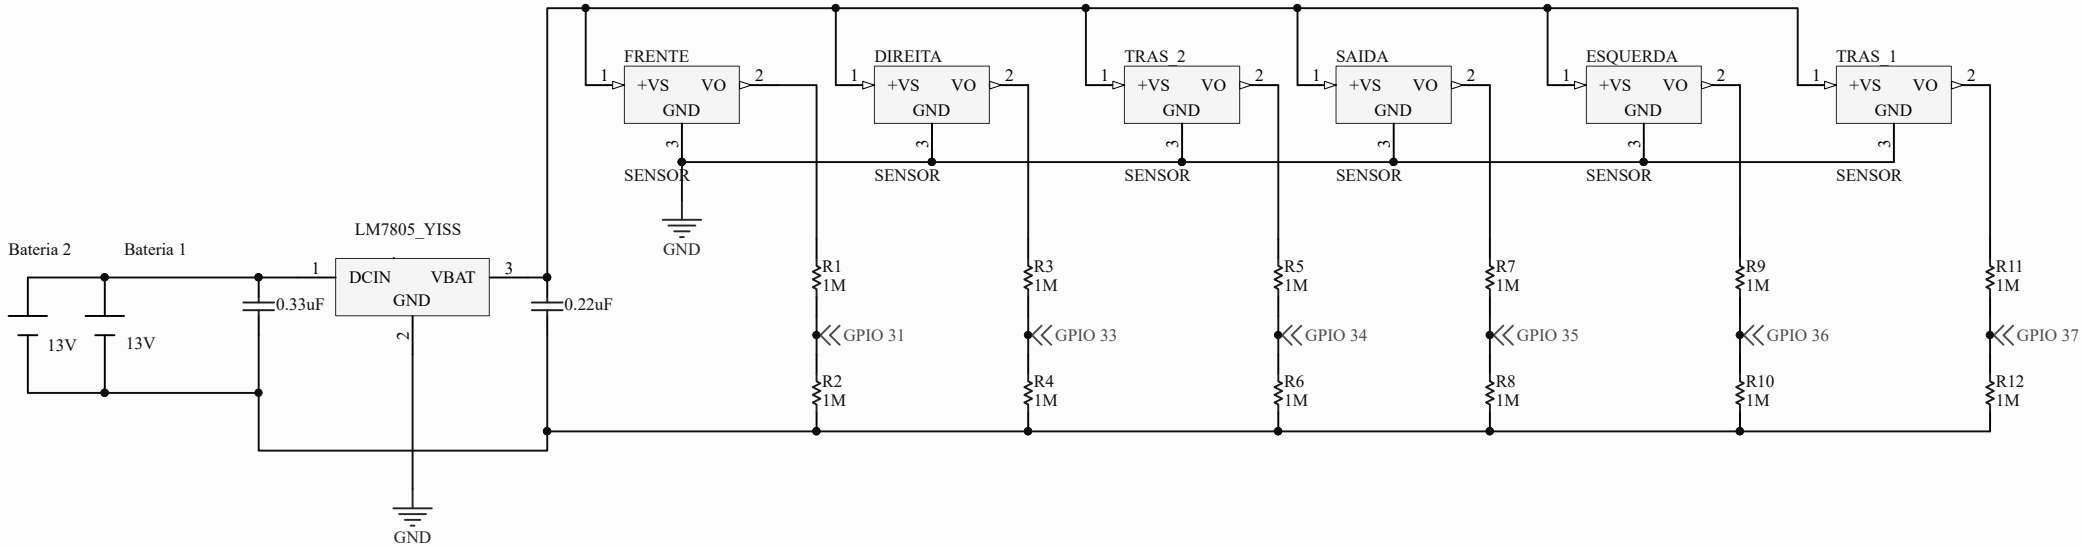 FRENTE
DIREITA
TRAS_2
SAIDA
ESQUERDA
TRAS_1
1 +VS VO 2
GND
3
SENSOR
1 +VS VO 2
GND
3
SENSOR
1 +VS VO 2
GND
3
SENSOR
1 +VS VO 2
GND
3
SENSOR
1 +VS VO 2
GND
3
SENSOR
1 +VS VO 2
GND
3
SENSOR
GND
LM7805_YISS
Bateria 2
Bateria 1
1 DCIN VBAT 3
GND
2
0.33uF
0.22uF
13V
13V
GND
R1
1M
GPIO 31
R2
1M
R3
1M
GPIO 33
R4
1M
R5
1M
GPIO 34
R6
1M
R7
1M
GPIO 35
R8
1M
R9
1M
GPIO 36
R10
1M
R11
1M
GPIO 37
R12
1M